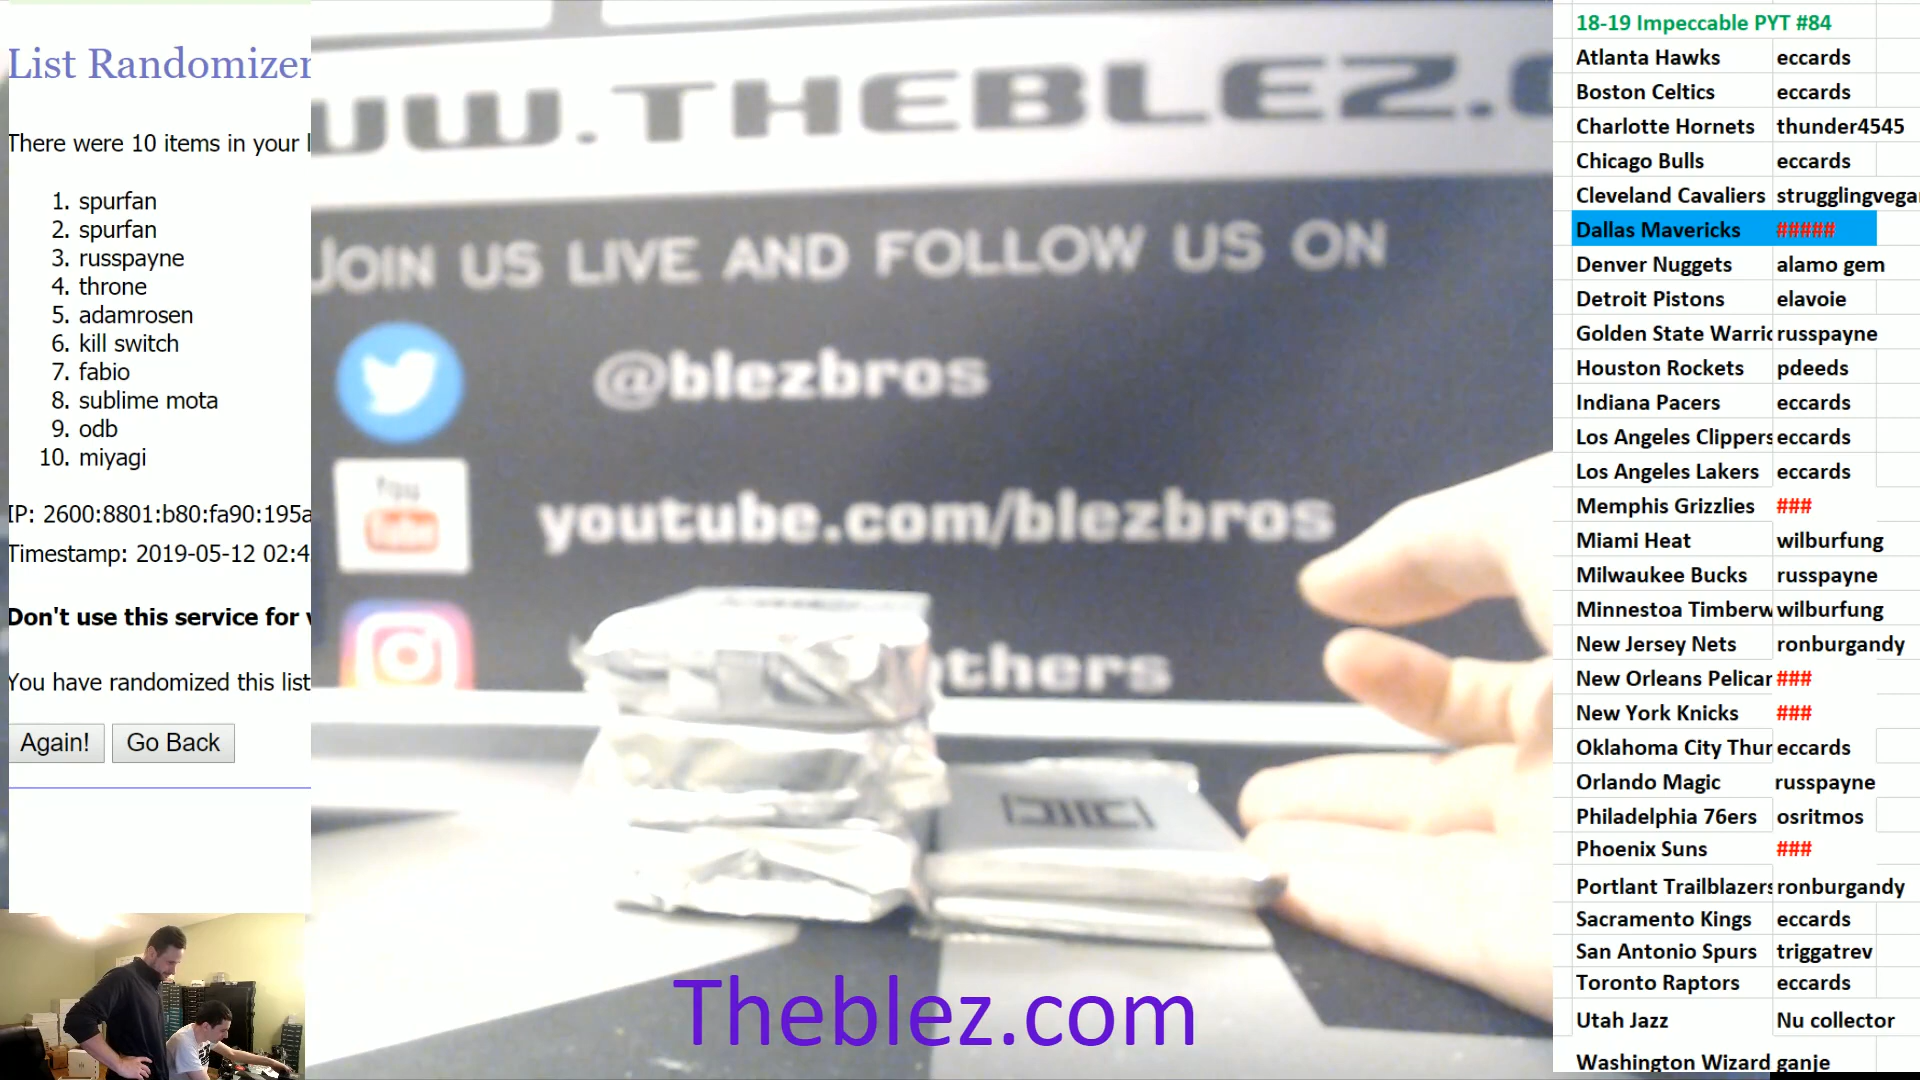 List Randomizer
There were 10 items in your l
1. spurfan
2. spurfan
3. russpayne
4. throne
5. adamrosen
6. kill switch
7. fabio
8. sublime mota
9. odb
10. miyagi
IP: 2600:8801:b80:fa90:195a
Timestamp: 2019-05-12 02:4
Don't use this service for
You have randomized this list
Again! Go Back
WW.THEBLEZ.C
JOIN US LIVE AND FOLLOW US ON
@blezbros
You Tube
youtube.com/blezbros
thers
Theblez.com
18-19 Impeccable PYT #84
Atlanta Hawks eccards
Boston Celtics eccards
Charlotte Hornets thunder4545
Chicago Bulls eccards
Cleveland Cavaliers strugglingvega
Dallas Mavericks #####
Denver Nuggets alamo gem
Detroit Pistons elavoie
Golden State Warric russpayne
Houston Rockets pdeeds
Indiana Pacers eccards
Los Angeles Clippers eccards
Los Angeles Lakers eccards
Memphis Grizzlies ###
Miami Heat wilburfung
Milwaukee Bucks russpayne
Minnestoa Timberw wilburfung
New Jersey Nets ronburgandy
New Orleans Pelicar ###
New York Knicks ###
Oklahoma City Thur eccards
Orlando Magic russpayne
Philadelphia 76ers osritmos
Phoenix Suns ###
Portlant Trailblazers ronburgandy
Sacramento Kings eccards
San Antonio Spurs triggatrev
Toronto Raptors eccards
Utah Jazz Nu collector
Washington Wizard ganje